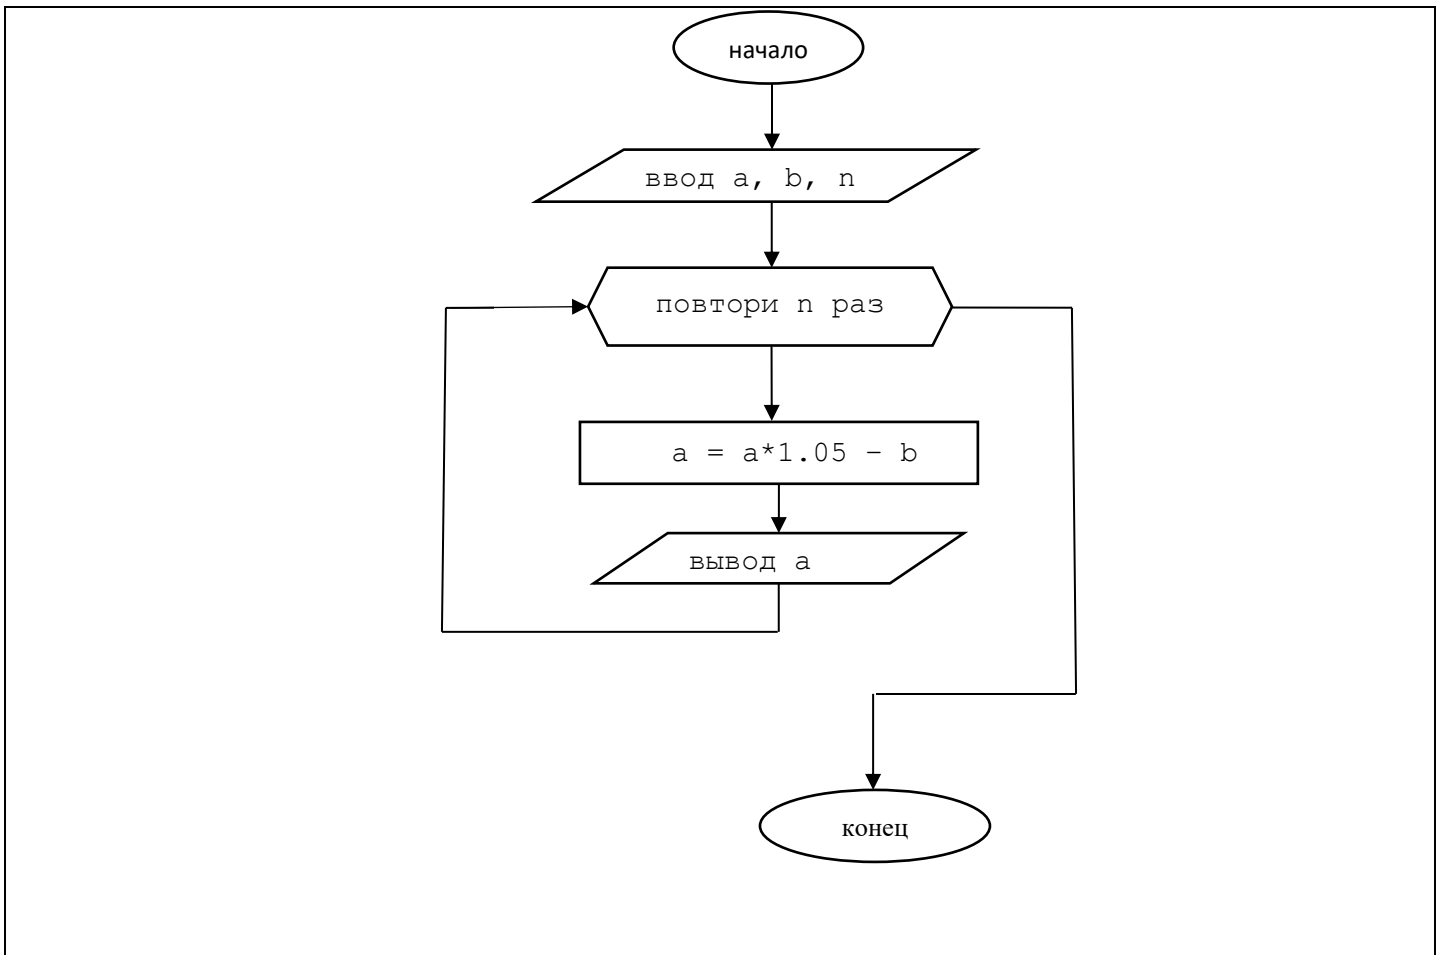 начало
ввод a, b, n
повтори n раз
a = a*1.05 – b
вывод a
конец